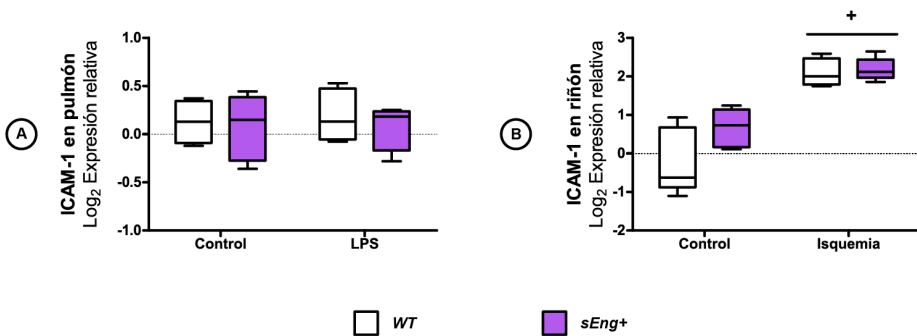 A
ICAM-1 en pulmón
Log2 Expresión relativa
1.0
0.5
0.0
-0.5
-1.0
Control
LPS
B
ICAM-1 en riñón
Log2 Expresión relativa
3
2
1
0
-1
-2
+
Control
Isquemia
WT
sEng+